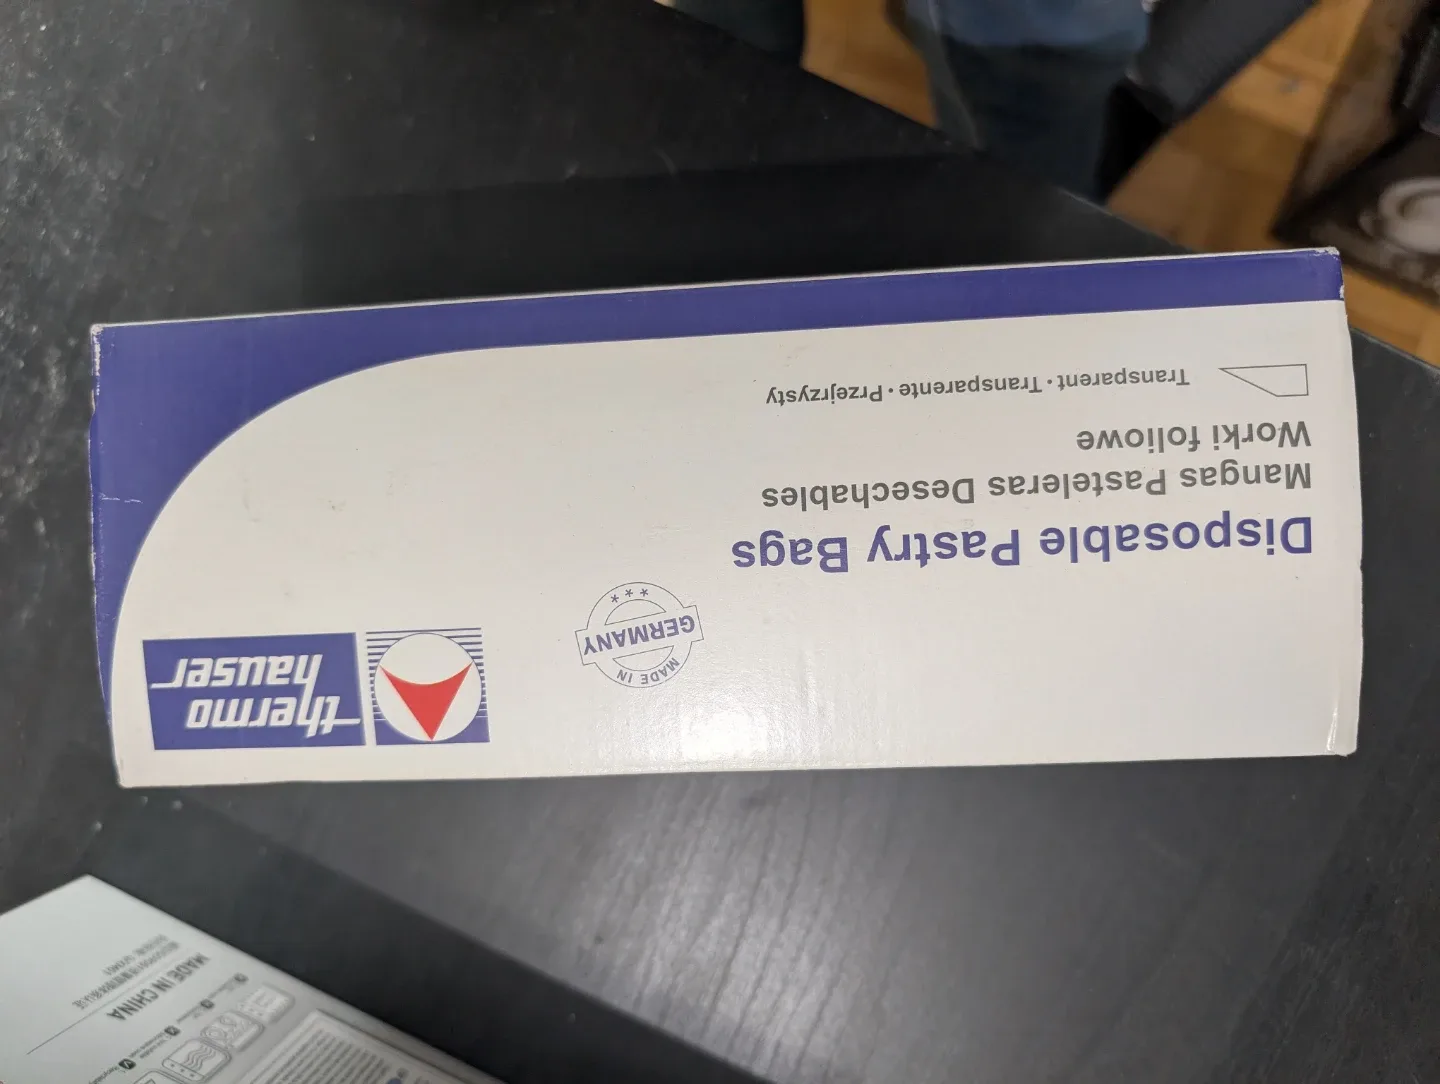 thermo
hauser
MADE IN
GERMANY
Disposable Pastry Bags
Mangas Pasteleras Desechables
Worki foliowe
Transparent · Transparente · Przejrzysty
MADE IN CHINA